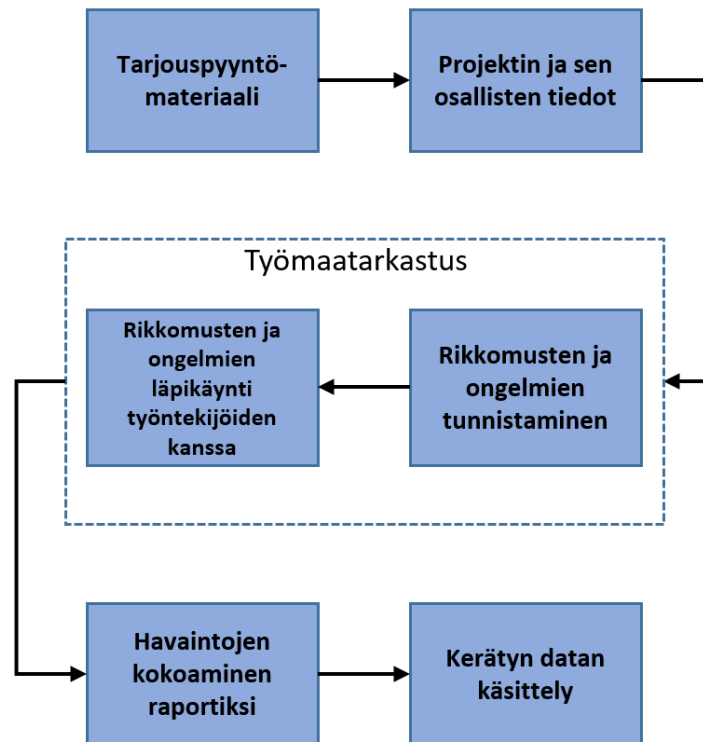 Tarjouspyyntö-
materiaali
Projektin ja sen
osallisten tiedot
Työmaatarkastus
Rikkomusten ja
ongelmien
läpikäynti
työntekijöiden
kanssa
Rikkomusten ja
ongelmien
tunnistaminen
Havaintojen
kokoaminen
raportiksi
Kerätyn datan
käsittely